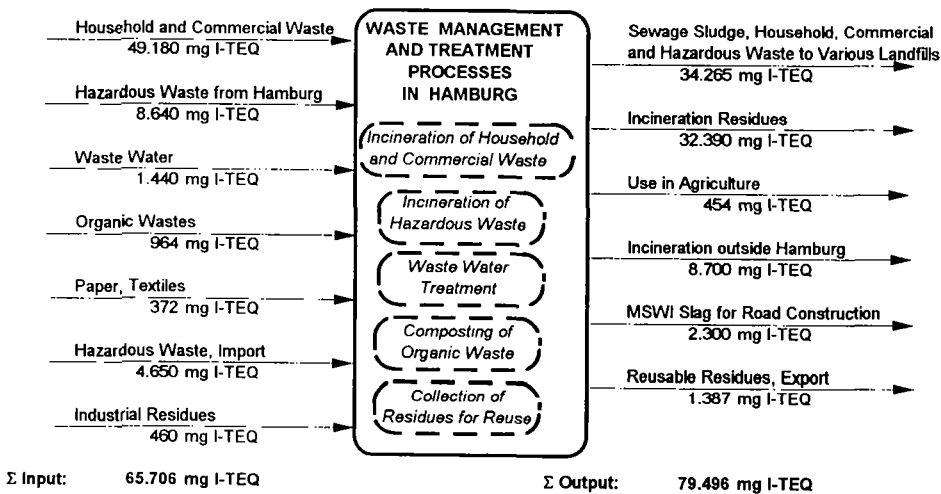 Household and Commercial Waste
49.180 mg I-TEQ
Hazardous Waste from Hamburg
8.640 mg I-TEQ
Waste Water
1.440 mg I-TEQ
Organic Wastes
964 mg I-TEQ
Paper, Textiles
372 mg I-TEQ
Hazardous Waste, Import
4.650 mg I-TEQ
Industrial Residues
460 mg I-TEQ
WASTE MANAGEMENT
AND TREATMENT
PROCESSES
IN HAMBURG
Incineration of Household
and Commercial Waste
Incineration of
Hazardous Waste
Waste Water
Treatment
Composting of
Organic Waste
Collection of
Residues for Reuse
Sewage Sludge, Household, Commercial
and Hazardous Waste to Various Landfills
34.265 mg I-TEQ
Incineration Residues
32.390 mg I-TEQ
Use in Agriculture
454 mg I-TEQ
Incineration outside Hamburg
8.700 mg I-TEQ
MSWI Slag for Road Construction
2.300 mg I-TEQ
Reusable Residues, Export
1.387 mg I-TEQ
Σ Input: 65.706 mg I-TEQ
Σ Output: 79.496 mg I-TEQ